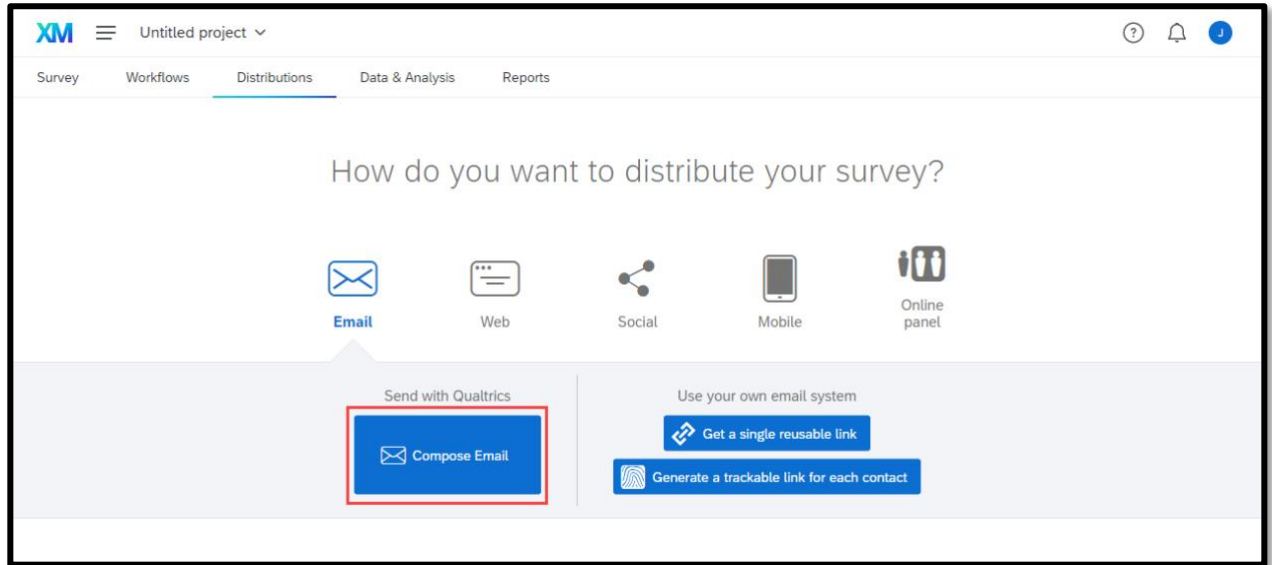 XM Untitled project
J
Survey Workflows Distributions Data & Analysis Reports
How do you want to distribute your survey?
Email Web Social Mobile Online panel
Send with Qualtrics
Compose Email
Use your own email system
Get a single reusable link
Generate a trackable link for each contact